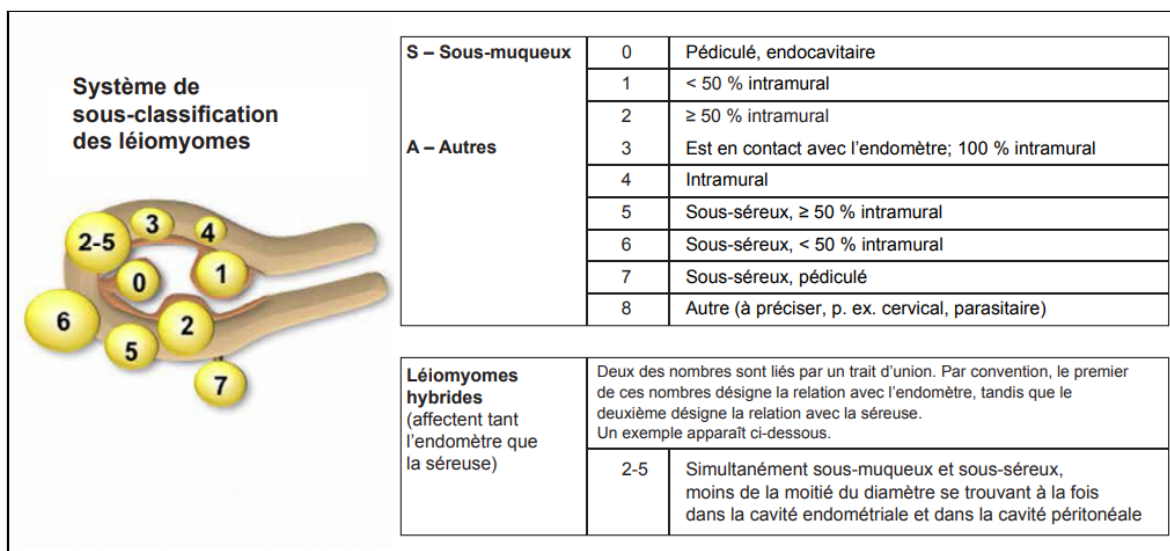 Système de
sous-classification
des léiomyomes
2-5
3
4
0
1
6
5
2
7
S – Sous-muqueux 0 Pédiculé, endocavitaire
1 < 50 % intramural
2 ≥ 50 % intramural
A – Autres 3 Est en contact avec l’endomètre; 100 % intramural
4 Intramural
5 Sous-séreux, ≥ 50 % intramural
6 Sous-séreux, < 50 % intramural
7 Sous-séreux, pédiculé
8 Autre (à préciser, p. ex. cervical, parasitaire)
Léiomyomes
hybrides
(affectent tant
l’endomètre que
la séreuse)
Deux des nombres sont liés par un trait d’union. Par convention, le premier
de ces nombres désigne la relation avec l’endomètre, tandis que le
deuxième désigne la relation avec la séreuse.
Un exemple apparaît ci-dessous.
2-5 Simultanément sous-muqueux et sous-séreux,
moins de la moitié du diamètre se trouvant à la fois
dans la cavité endométriale et dans la cavité péritonéale